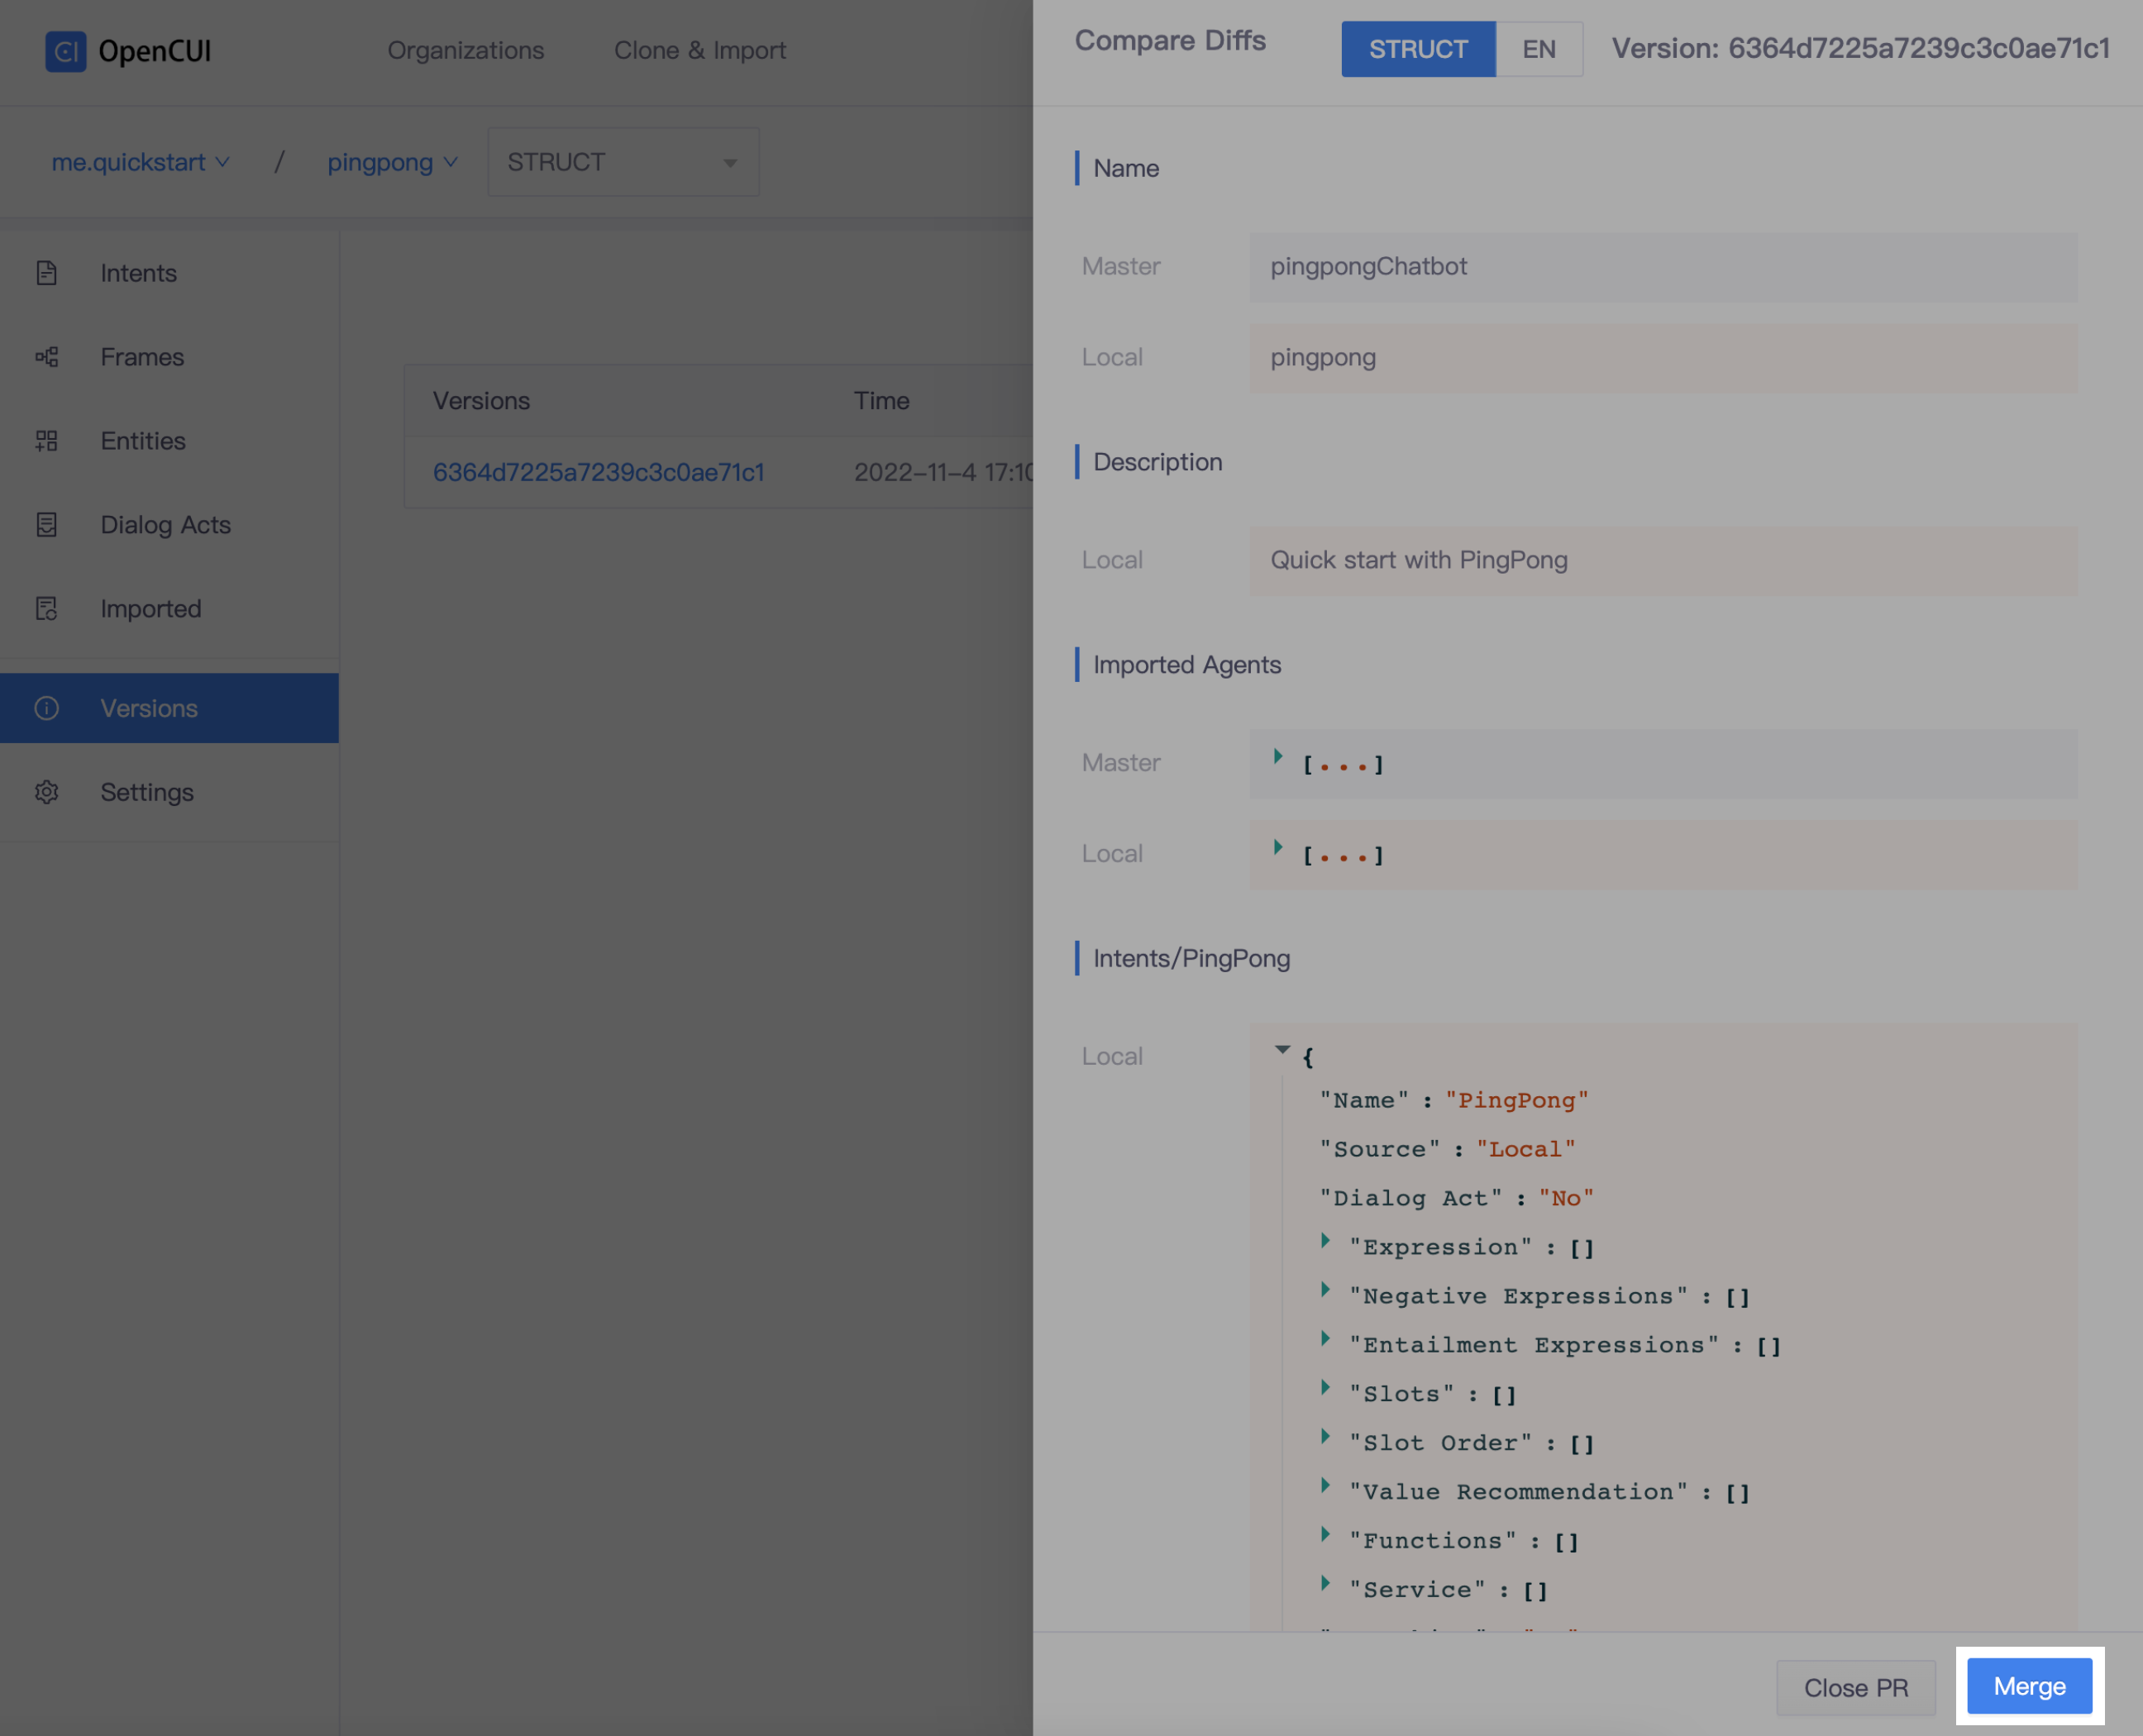 OpenCUI
Organizations
Clone & Import
me.quickstart
/
pingpong
STRUCT
Intents
Frames
Entities
Dialog Acts
Imported
Versions
Settings
Versions
Time
6364d7225a7239c3c0ae71c1
2022-11-4 17:10
Compare Diffs
STRUCT
EN
Version: 6364d7225a7239c3c0ae71c1
Name
Master
pingpongChatbot
Local
pingpong
Description
Local
Quick start with PingPong
Imported Agents
Master
[...]
Local
[...]
Intents/PingPong
Local
{
"Name" : "PingPong"
"Source" : "Local"
"Dialog Act" : "No"
"Expression" : []
"Negative Expressions" : []
"Entailment Expressions" : []
"Slots" : []
"Slot Order" : []
"Value Recommendation" : []
"Functions" : []
"Service" : []
Close PR
Merge